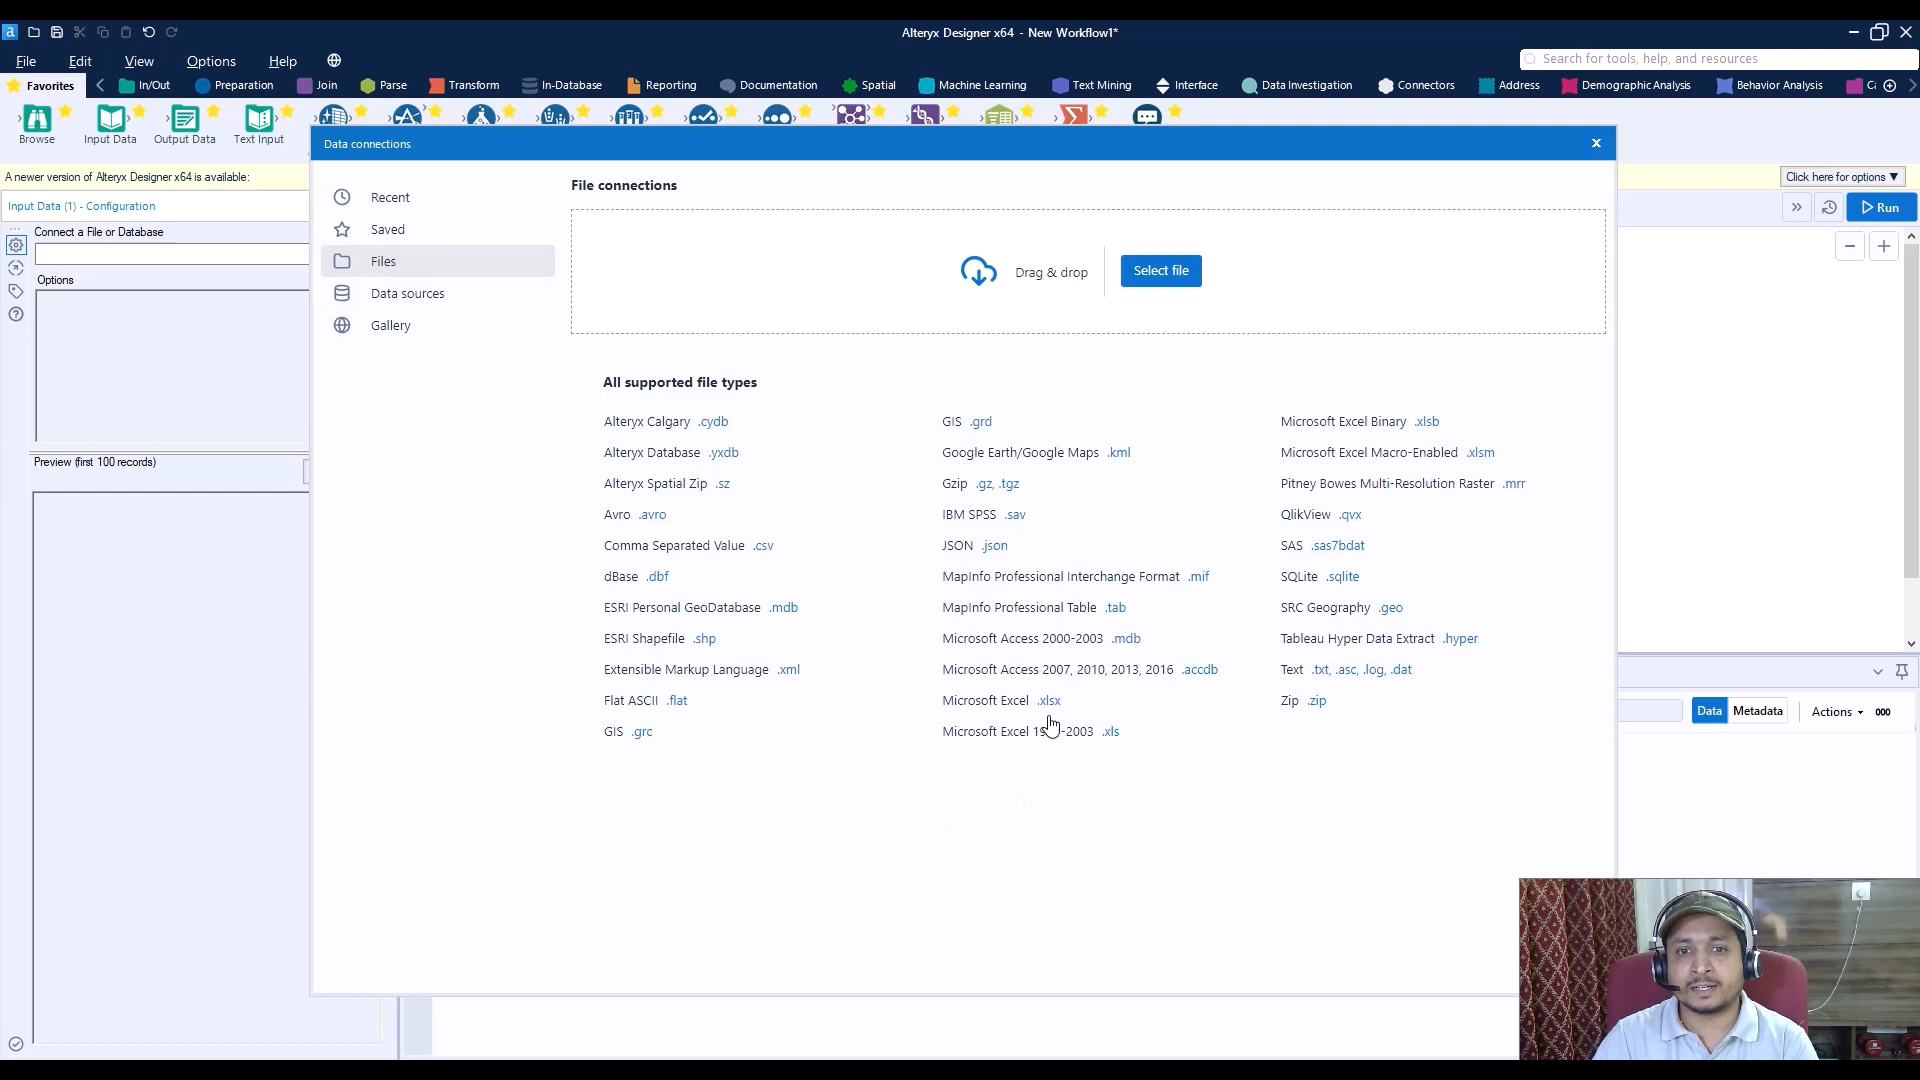 a
Alteryx Designer x64 - New Workflow1*
File Edit View Options Help
Search for tools, help, and resources
Favorites In/Out Preparation Join Parse Transform In-Database Reporting Documentation Spatial Machine Learning Text Mining Interface Data Investigation Connectors Address Demographic Analysis Behavior Analysis
Browse Input Data Output Data Text Input
Data connections
A newer version of Alteryx Designer x64 is available:
Click here for options
Input Data (1) - Configuration
Run
Connect a File or Database
Options
Preview (first 100 records)
Recent
Saved
Files
Data sources
Gallery
File connections
Drag & drop
Select file
All supported file types
Alteryx Calgary .cydb
Alteryx Database .yxdb
Alteryx Spatial Zip .sz
Avro .avro
Comma Separated Value .csv
dBase .dbf
ESRI Personal GeoDatabase .mdb
ESRI Shapefile .shp
Extensible Markup Language .xml
Flat ASCII .flat
GIS .grc
GIS .grd
Google Earth/Google Maps .kml
Gzip .gz, .tgz
IBM SPSS .sav
JSON .json
MapInfo Professional Interchange Format .mif
MapInfo Professional Table .tab
Microsoft Access 2000-2003 .mdb
Microsoft Access 2007, 2010, 2013, 2016 .accdb
Microsoft Excel .xlsx
Microsoft Excel -2003 .xls
Microsoft Excel Binary .xlsb
Microsoft Excel Macro-Enabled .xlsm
Pitney Bowes Multi-Resolution Raster .mrr
QlikView .qvx
SAS .sas7bdat
SQLite .sqlite
SRC Geography .geo
Tableau Hyper Data Extract .hyper
Text .txt, .asc, .log, .dat
Zip .zip
Data Metadata Actions 000